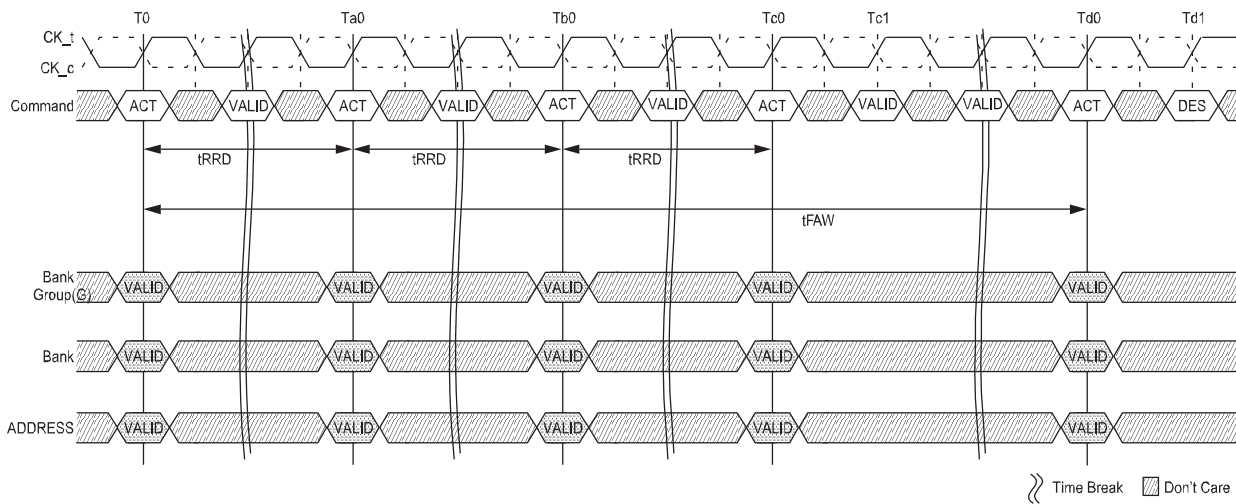 T0 Ta0 Tb0 Tc0 Tc1 Td0 Td1
CK_t
CK_c
Command ACT VALID ACT VALID ACT VALID ACT VALID VALID ACT DES
tRRD tRRD tRRD
tFAW
Bank
Group(G) VALID VALID VALID VALID VALID
Bank VALID VALID VALID VALID VALID
ADDRESS VALID VALID VALID VALID VALID
Time Break Don't Care